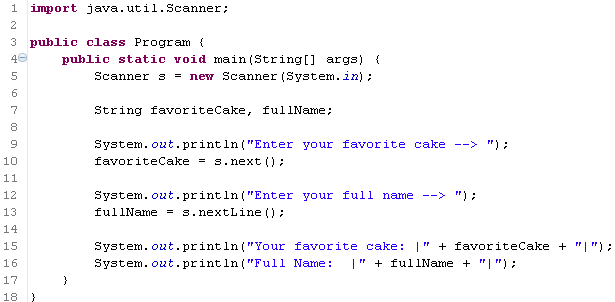 1 import java.util.Scanner;
2
3 public class Program {
4     public static void main(String[] args) {
5         Scanner s = new Scanner(System.in);
6
7         String favoriteCake, fullName;
8
9         System.out.println("Enter your favorite cake --> ");
10         favoriteCake = s.next();
11
12         System.out.println("Enter your full name --> ");
13         fullName = s.nextLine();
14
15         System.out.println("Your favorite cake: |" + favoriteCake + "|");
16         System.out.println("Full Name:  |" + fullName + "|");
17     }
18 }